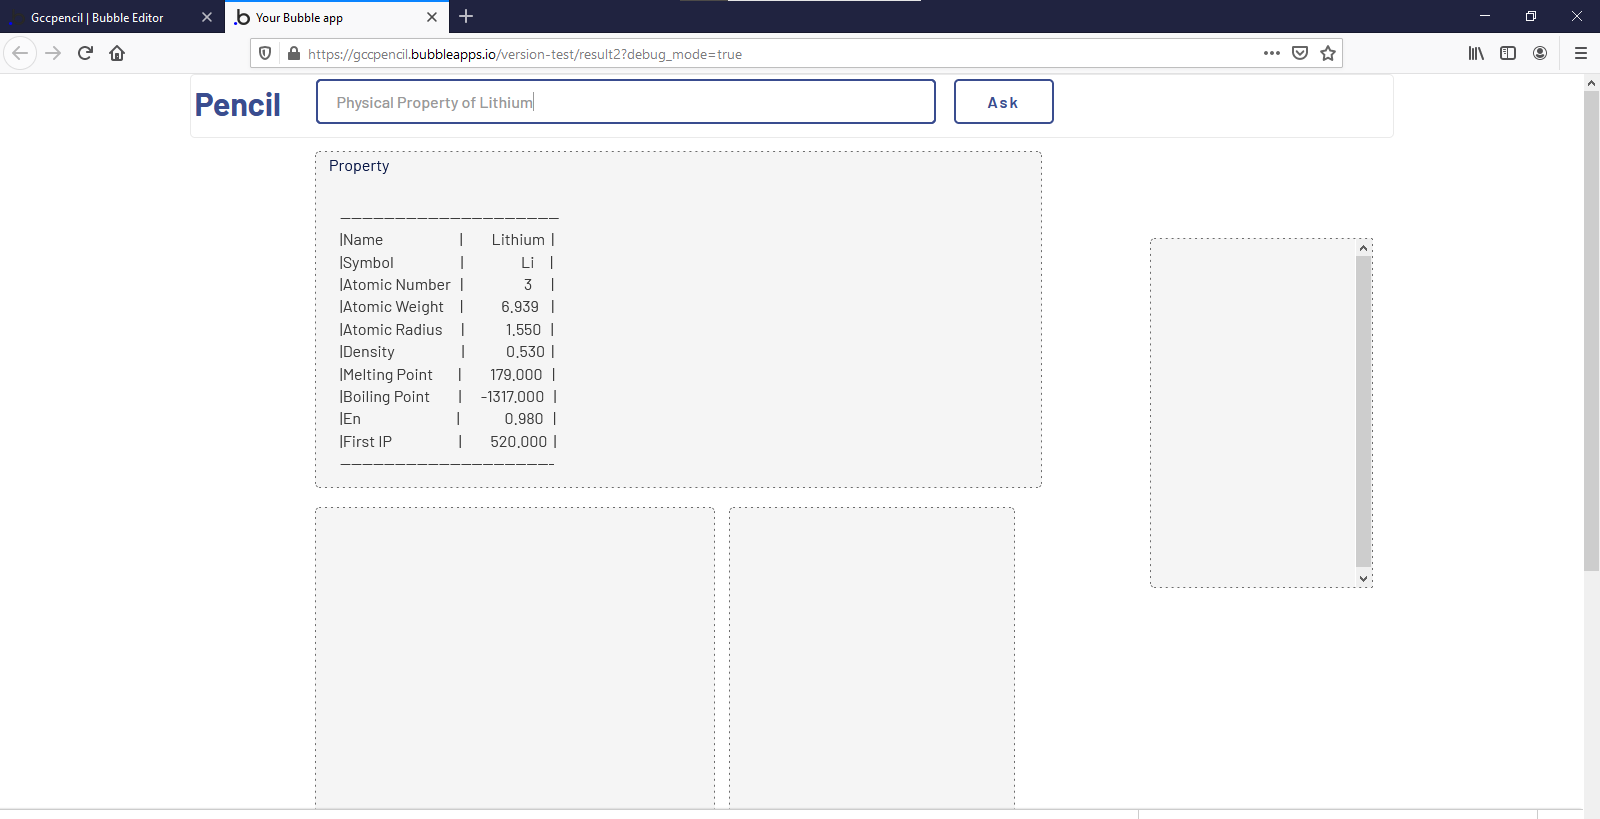 Gccpencil | Bubble Editor
Your Bubble app
https://gccpencil.bubbleapps.io/version-test/result2?debug_mode=true
Pencil
Physical Property of Lithium
Ask
Property
----------------------------------------
|Name | Lithium |
|Symbol | Li |
|Atomic Number | 3 |
|Atomic Weight | 6.939 |
|Atomic Radius | 1.550 |
|Density | 0.530 |
|Melting Point | 179.000 |
|Boiling Point | -1317.000 |
|En | 0.980 |
|First IP | 520.000 |
---------------------------------------